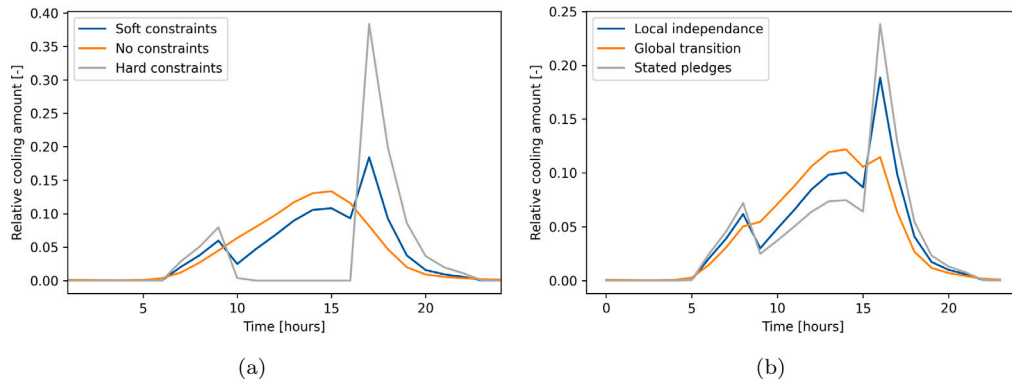 Soft constraints
No constraints
Hard constraints
Relative cooling amount [-]
0.40
0.35
0.30
0.25
0.20
0.15
0.10
0.05
0.00
5 10 15 20
Time [hours]
(a)
Local independence
Global transition
Stated pledges
Relative cooling amount [-]
0.25
0.20
0.15
0.10
0.05
0.00
0 5 10 15 20
Time [hours]
(b)